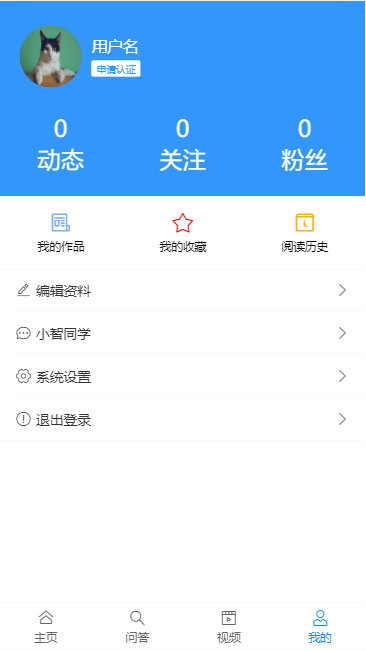 用户名
申请认证
0 0 0
动态 关注 粉丝
我的作品 我的收藏 阅读历史
编辑资料
小智同学
系统设置
退出登录
主页 问答 视频 我的